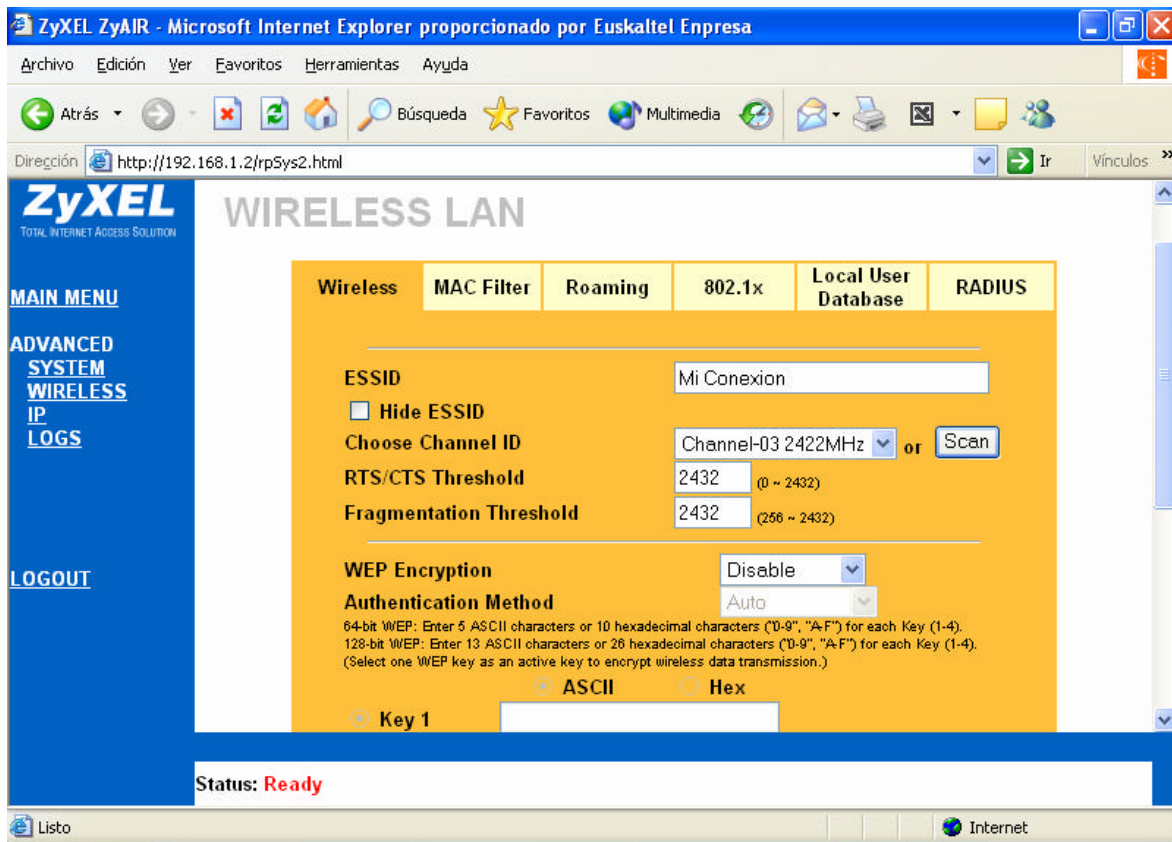 ZyXEL ZyAIR - Microsoft Internet Explorer proporcionado por Euskaltel Enpresa
Archivo Edición Ver Favoritos Herramientas Ayuda
Atrás Búsqueda Favoritos Multimedia
Dirección http://192.168.1.2/rpSys2.html Ir Vínculos »
ZyXEL
TOTAL INTERNET ACCESS SOLUTION
MAIN MENU
ADVANCED
SYSTEM
WIRELESS
IP
LOGS
LOGOUT
WIRELESS LAN
Wireless MAC Filter Roaming 802.1x Local User Database RADIUS
ESSID Mi Conexion
Hide ESSID
Choose Channel ID Channel-03 2422MHz or Scan
RTS/CTS Threshold 2432 (0 ~ 2432)
Fragmentation Threshold 2432 (256 ~ 2432)
WEP Encryption Disable
Authentication Method Auto
64-bit WEP: Enter 5 ASCII characters or 10 hexadecimal characters ("0-9", "A-F") for each Key (1-4).
128-bit WEP: Enter 13 ASCII characters or 26 hexadecimal characters ("0-9", "A-F") for each Key (1-4).
(Select one WEP key as an active key to encrypt wireless data transmission.)
ASCII Hex
Key 1
Status: Ready
Listo Internet